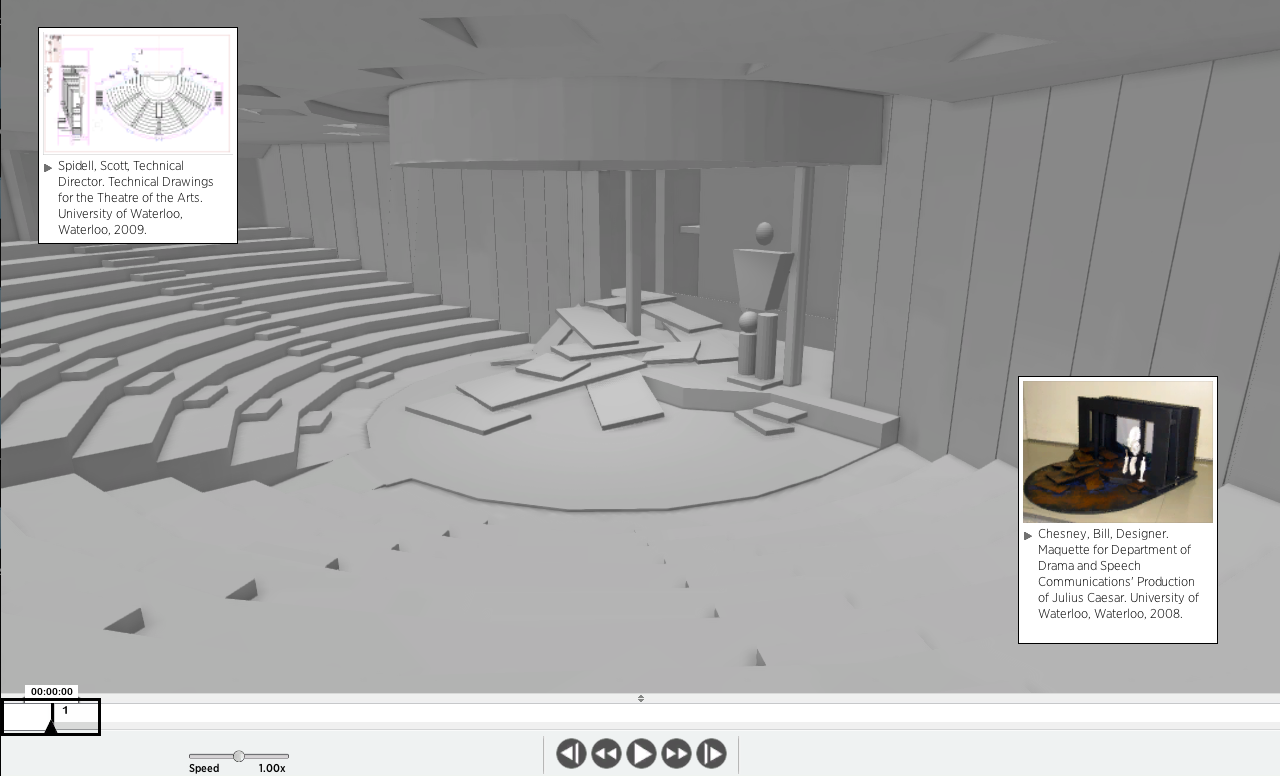 Spidell, Scott, Technical
Director. Technical Drawings
for the Theatre of the Arts.
University of Waterloo,
Waterloo, 2009.
Chesney, Bill, Designer.
Maquette for Department of
Drama and Speech
Communications' Production
of Julius Caesar. University of
Waterloo, Waterloo, 2008.
00:00:00
1
Speed 1.00x